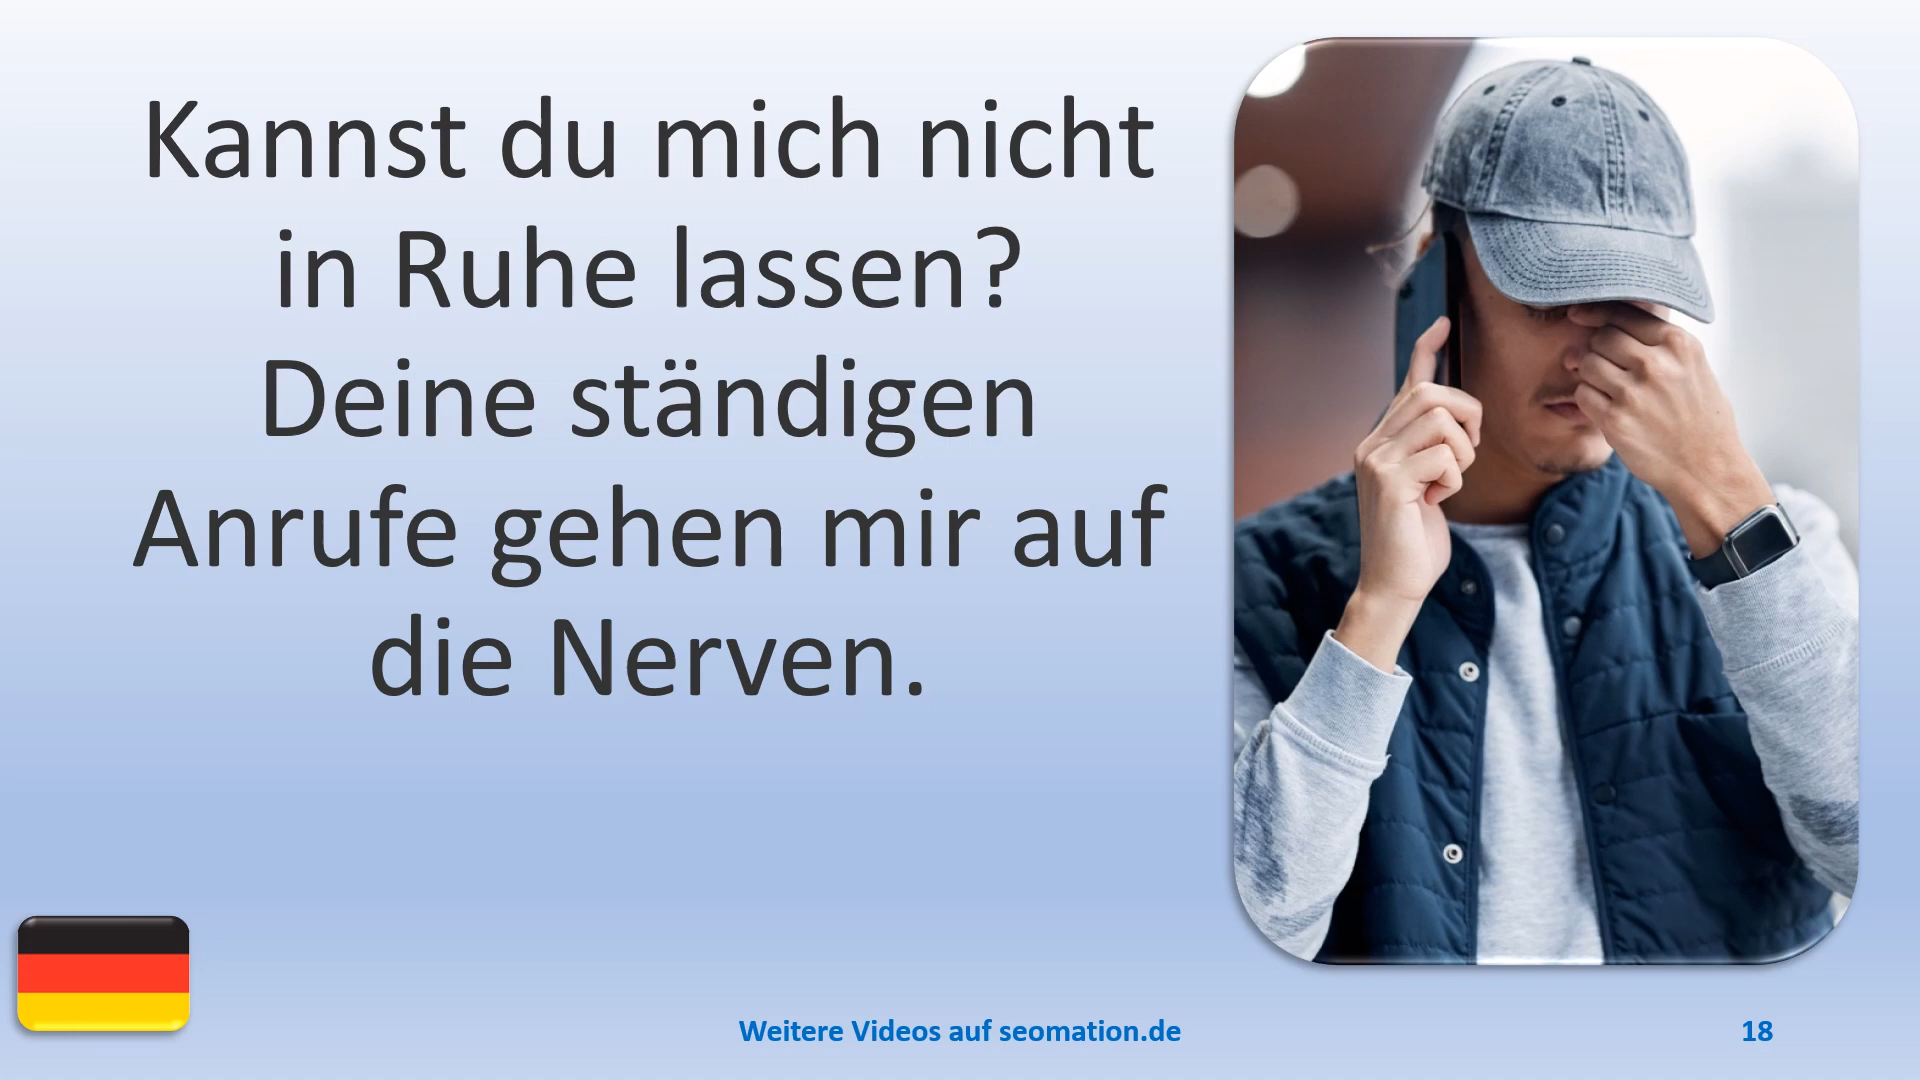 Kannst du mich nicht
in Ruhe lassen?
Deine ständigen
Anrufe gehen mir auf
die Nerven.
Weitere Videos auf seomation.de
18